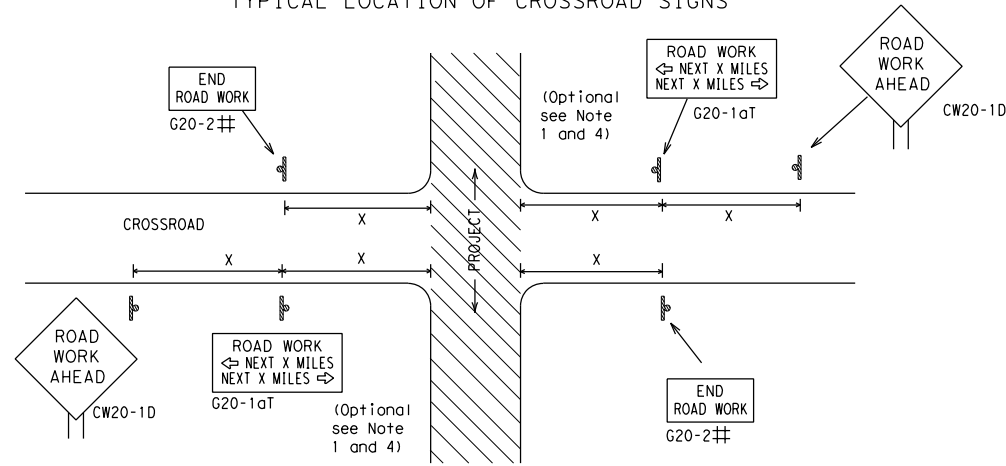 TYPICAL LOCATION OF CROSSROAD SIGNS
END
ROAD WORK
G20-2#
ROAD WORK
⇦ NEXT X MILES
NEXT X MILES ⇨
G20-1aT
(Optional
see Note
1 and 4)
ROAD
WORK
AHEAD
CW20-1D
X
X
X
CROSSROAD
PROJECT
X
X
X
ROAD
WORK
AHEAD
CW20-1D
ROAD WORK
⇦ NEXT X MILES
NEXT X MILES ⇨
G20-1aT
(Optional
see Note
1 and 4)
END
ROAD WORK
G20-2#